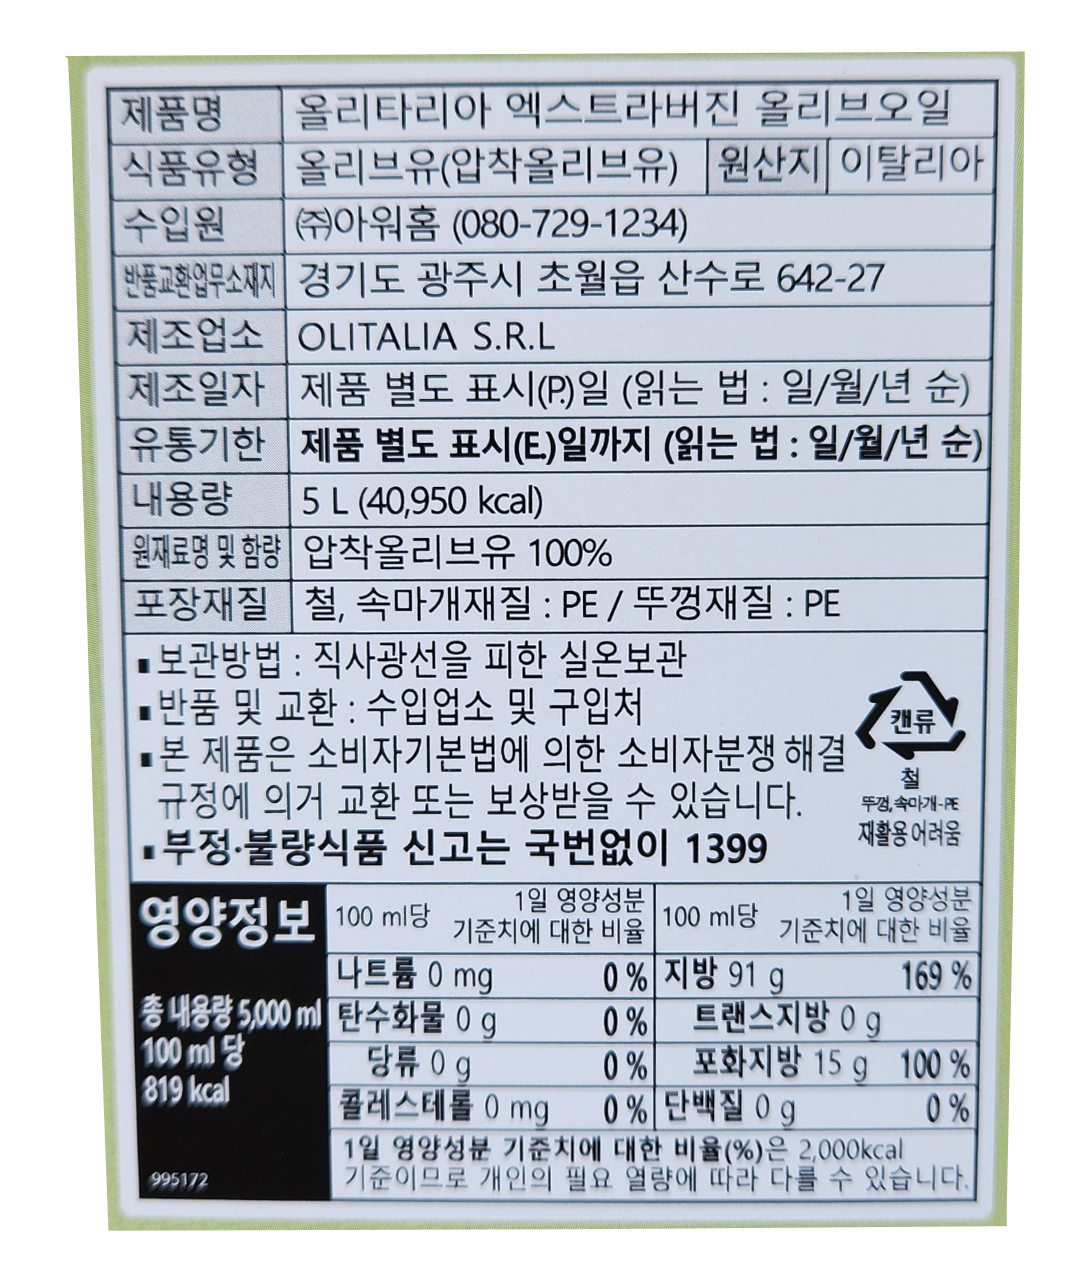 제품명 올리타리아 엑스트라버진 올리브오일
식품유형 올리브유(압착올리브유) 원산지 이탈리아
수입원 ㈜아워홈 (080-729-1234)
반품교환업무소재지 경기도 광주시 초월읍 산수로 642-27
제조업소 OLITALIA S.R.L
제조일자 제품 별도 표시(P.)일 (읽는 법 : 일/월/년 순)
유통기한 제품 별도 표시(E.)일까지 (읽는 법 : 일/월/년 순)
내용량 5 L (40,950 kcal)
원재료명 및 함량 압착올리브유 100%
포장재질 철, 속마개재질 : PE / 뚜껑재질 : PE
▪보관방법 : 직사광선을 피한 실온보관
▪반품 및 교환 : 수입업소 및 구입처
▪본 제품은 소비자기본법에 의한 소비자분쟁 해결
규정에 의거 교환 또는 보상받을 수 있습니다.
▪부정·불량식품 신고는 국번없이 1399
캔류
철
뚜껑,속마개-PE
재활용 어려움
영양정보
총 내용량 5,000 ml
100 ml 당
819 kcal
995172
100 ml당 1일 영양성분
기준치에 대한 비율
100 ml당 1일 영양성분
기준치에 대한 비율
나트륨 0 mg 0 % 지방 91 g 169 %
탄수화물 0 g 0 % 트랜스지방 0 g
당류 0 g 0 % 포화지방 15 g 100 %
콜레스테롤 0 mg 0 % 단백질 0 g 0 %
1일 영양성분 기준치에 대한 비율(%)은 2,000kcal
기준이므로 개인의 필요 열량에 따라 다를 수 있습니다.